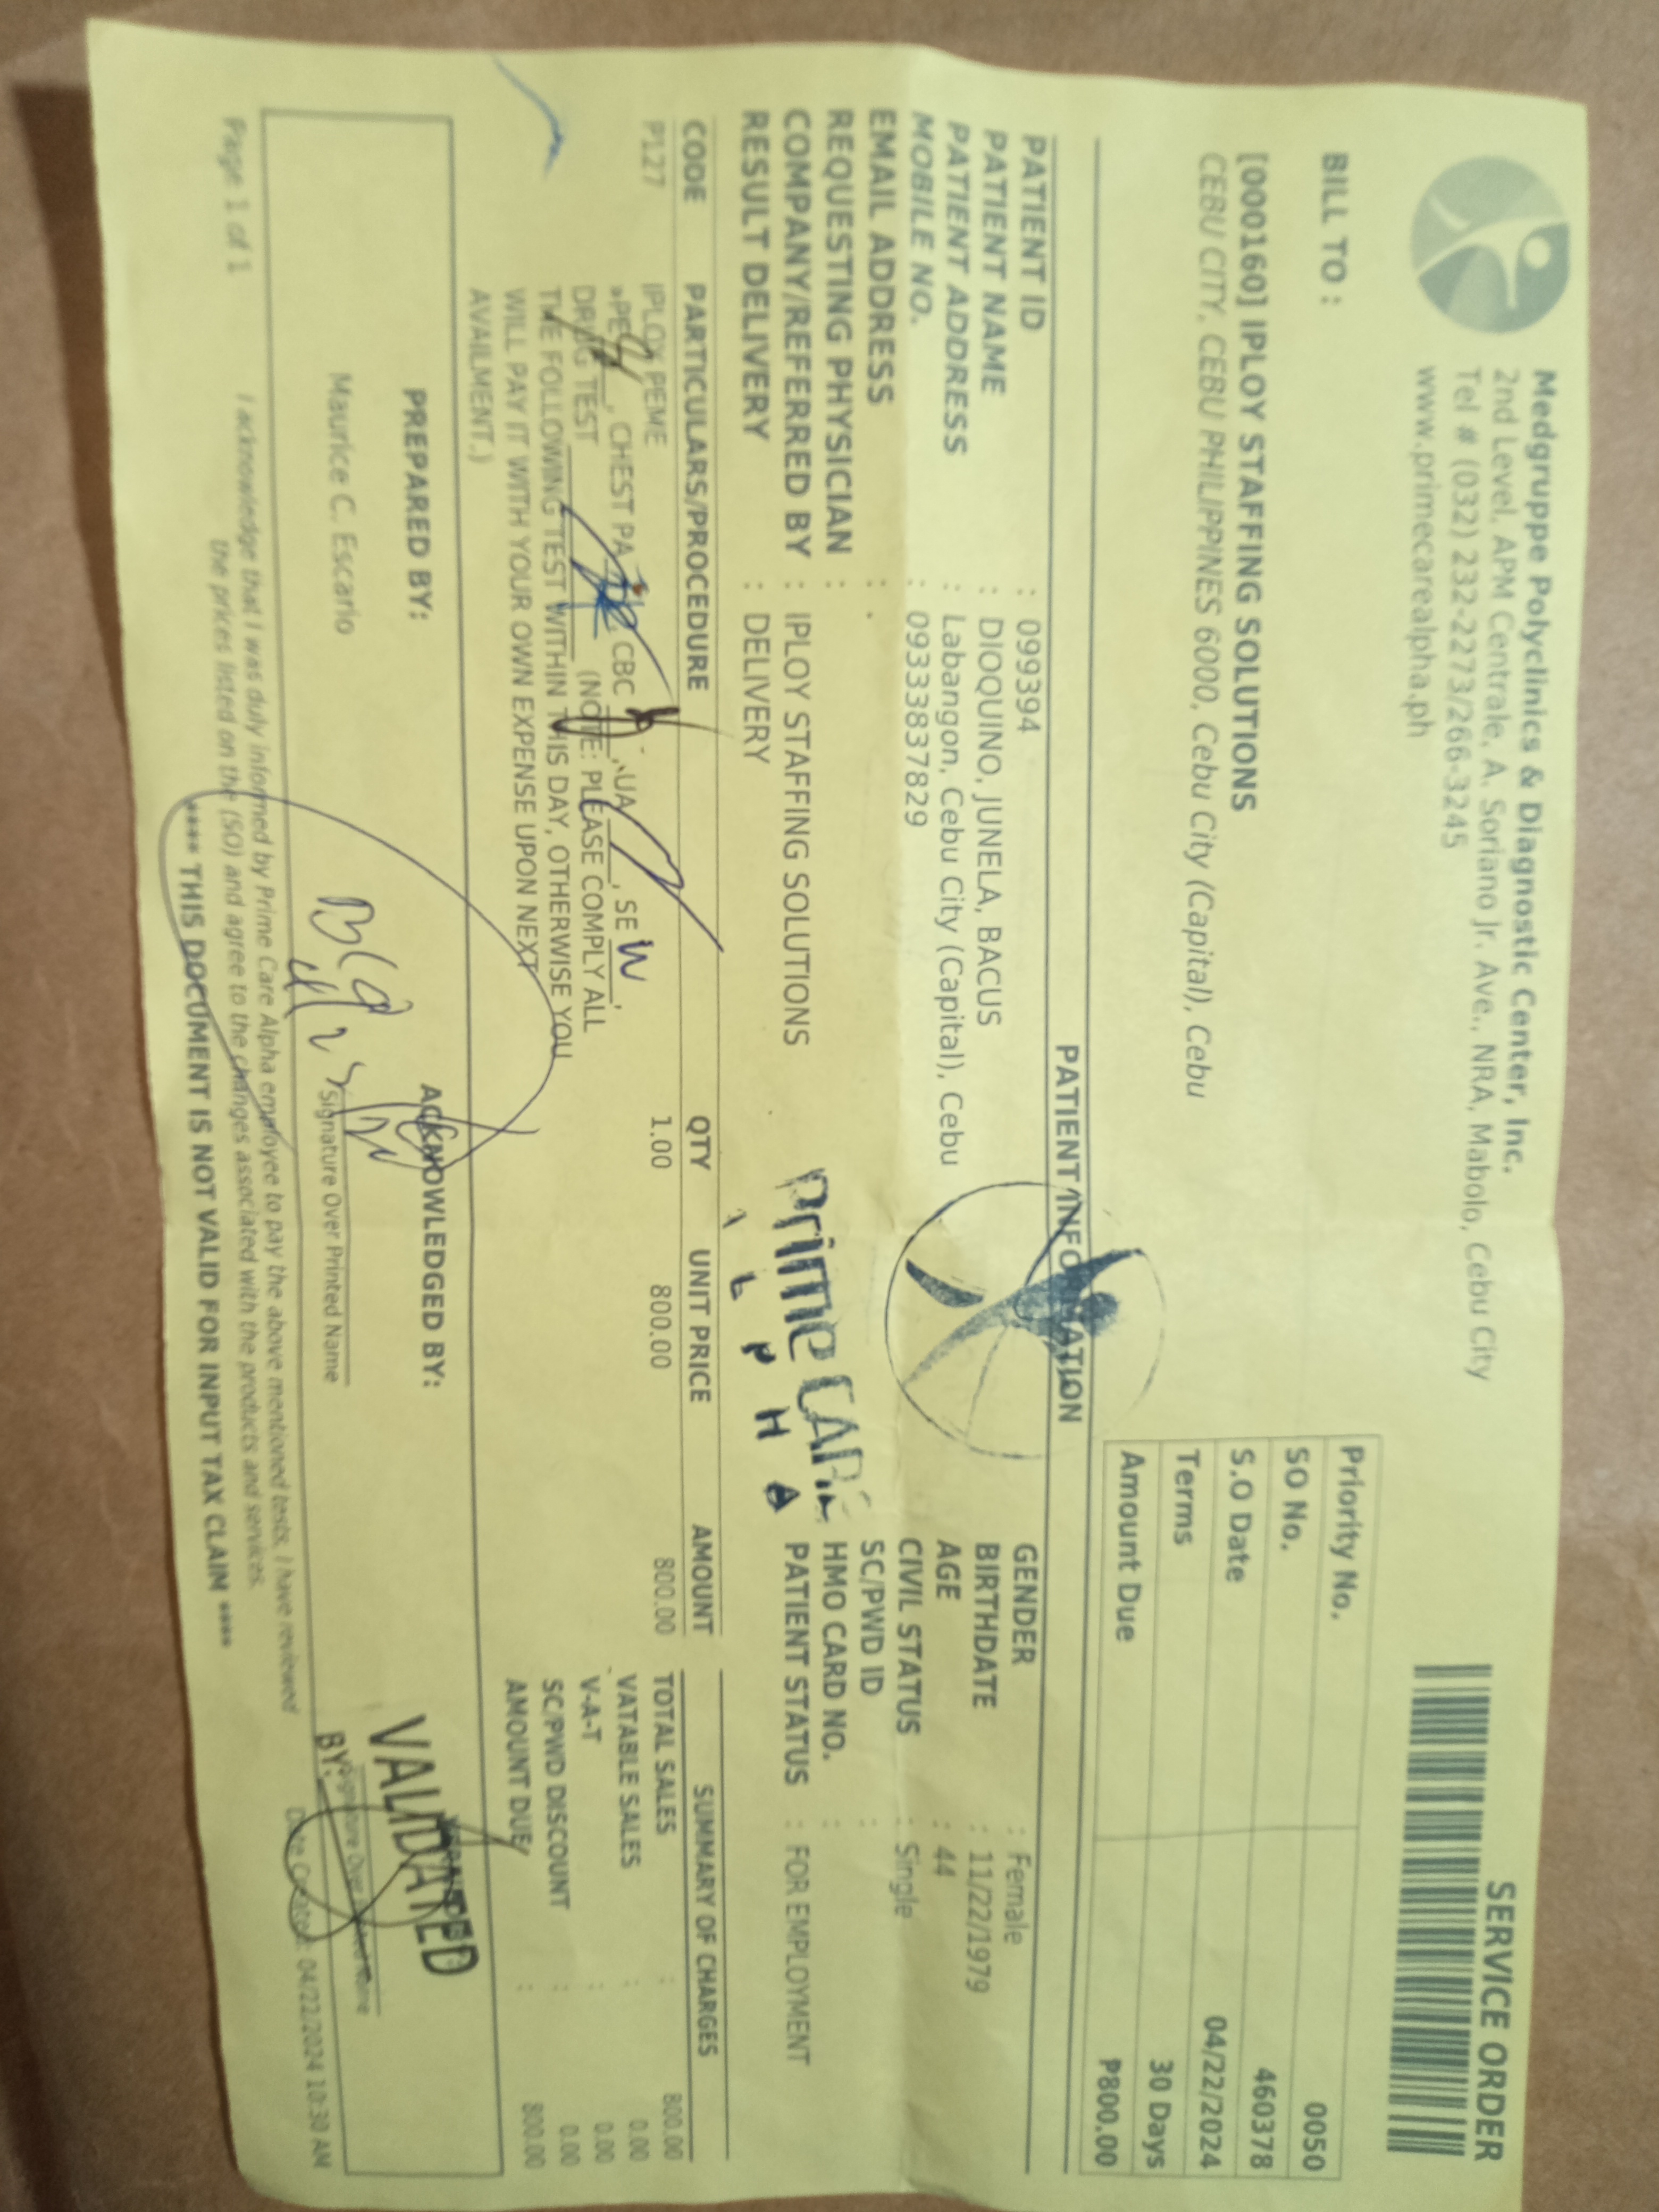 Medgruppe Polyclinics & Diagnostic Center, Inc.
2nd Level, APM Centrale, A. Soriano Jr. Ave., NRA, Mabolo, Cebu City
Tel # (032) 232-2273/266-3245
www.primecarealpha.ph
SERVICE ORDER
BILL TO :
[000160] IPLOY STAFFING SOLUTIONS
CEBU CITY, CEBU PHILIPPINES 6000, Cebu City (Capital), Cebu
Priority No. 0050
SO No. 460378
S.O Date 04/22/2024
Terms 30 Days
Amount Due ₱800.00
PATIENT INFORMATION
PATIENT ID : 099394
PATIENT NAME : DIOQUINO, JUNELA, BACUS
PATIENT ADDRESS : Labangon, Cebu City (Capital), Cebu
MOBILE NO. : 09333837829
EMAIL ADDRESS : .
REQUESTING PHYSICIAN :
COMPANY/REFERRED BY : IPLOY STAFFING SOLUTIONS
RESULT DELIVERY : DELIVERY
GENDER : Female
BIRTHDATE : 11/22/1979
AGE : 44
CIVIL STATUS : Single
SC/PWD ID :
HMO CARD NO. :
PATIENT STATUS : FOR EMPLOYMENT
Prime CARE
A L P H A
CODE PARTICULARS/PROCEDURE QTY UNIT PRICE AMOUNT
P127 IPLOY PEME 1.00 800.00 800.00
»PE, CHEST PA, CBC, UA, SE W,
DRUG TEST (NOTE: PLEASE COMPLY ALL
THE FOLLOWING TEST WITHIN THIS DAY, OTHERWISE YOU
WILL PAY IT WITH YOUR OWN EXPENSE UPON NEXT
AVAILMENT.)
SUMMARY OF CHARGES
TOTAL SALES : 800.00
VATABLE SALES : 0.00
V-A-T : 0.00
SC/PWD DISCOUNT : 0.00
AMOUNT DUE : 800.00
PREPARED BY: ACKNOWLEDGED BY:
Maurice C. Escario
Signature Over Printed Name
VALIDATED
BY:
Signature Over Printed Name
I acknowledge that I was duly informed by Prime Care Alpha employee to pay the above mentioned tests. I have reviewed
the prices listed on the (SO) and agree to the changes associated with the products and services.
Page 1 of 1
**** THIS DOCUMENT IS NOT VALID FOR INPUT TAX CLAIM ****
Date Created: 04/22/2024 10:30 AM